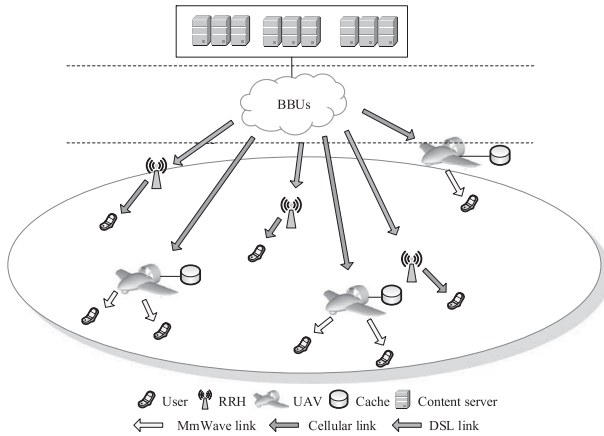 BBUs
User RRH UAV Cache Content server
MmWave link Cellular link DSL link